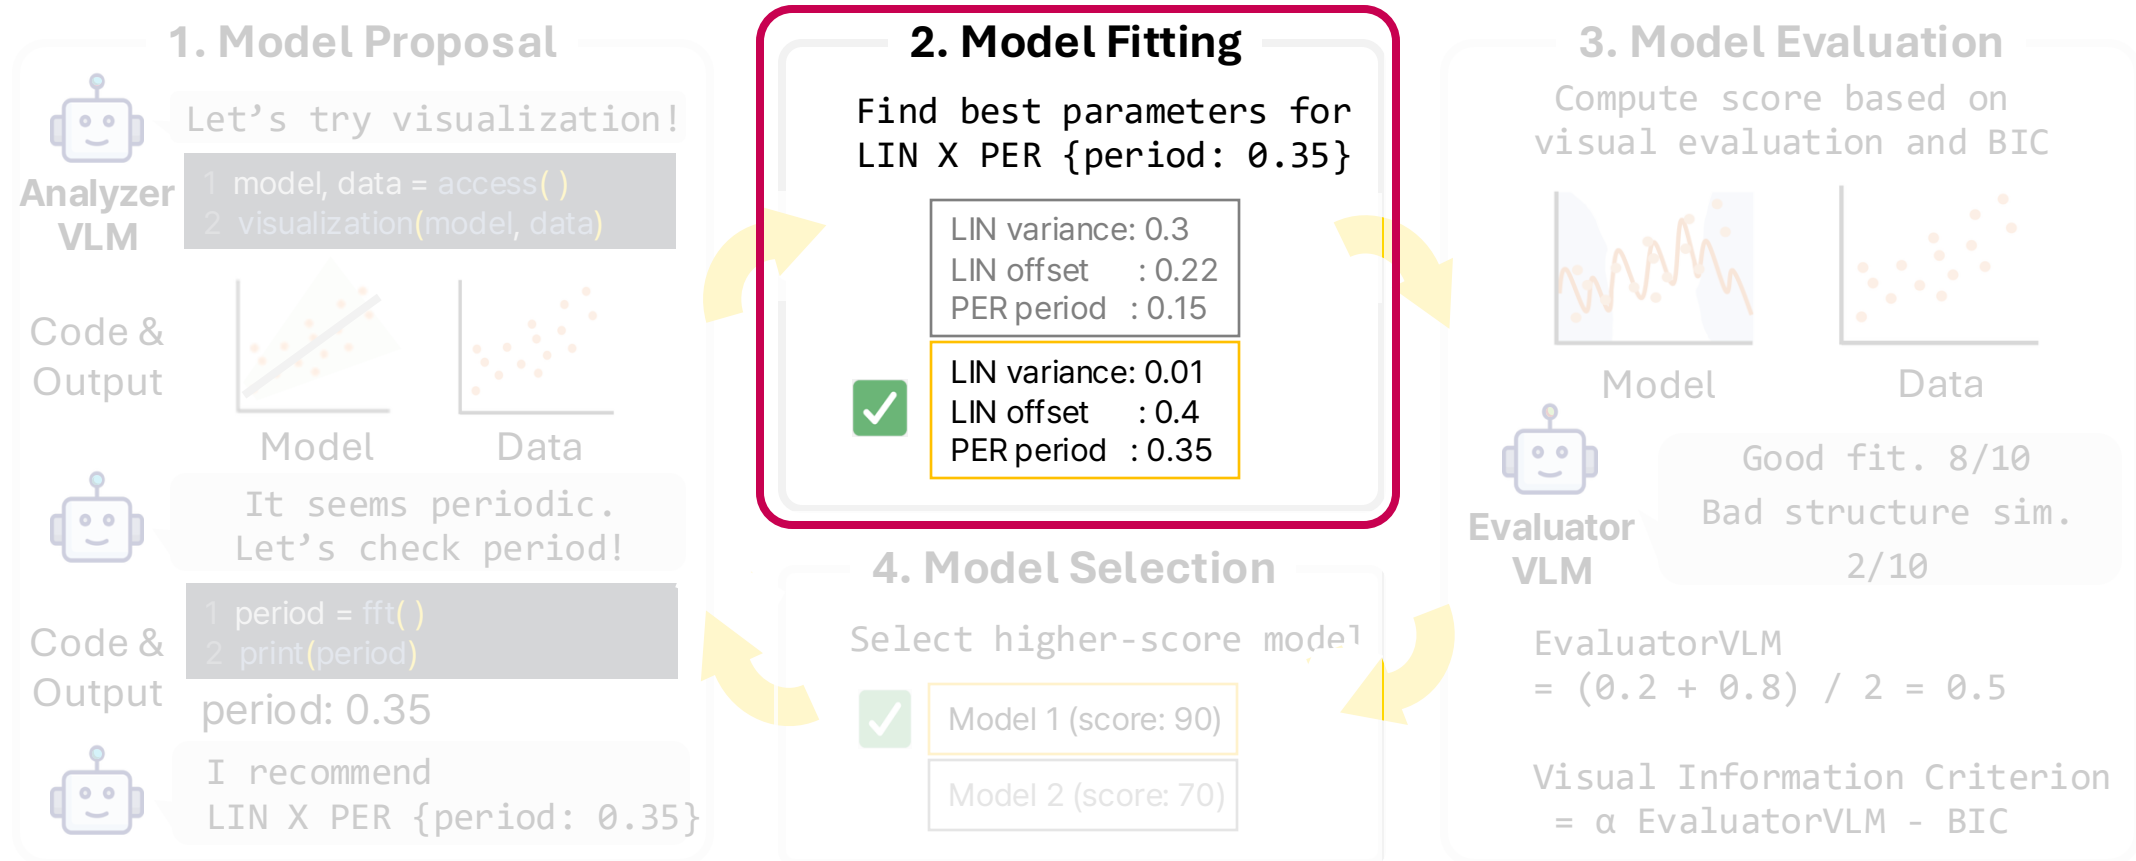 1. Model Proposal
Let's try visualization!
Analyzer
VLM
1 model, data = access()
2 visualization(model, data)
Code &
Output
Model
Data
It seems periodic.
Let's check period!
Code &
Output
1 period = fft()
2 print(period)
period: 0.35
I recommend
LIN X PER {period: 0.35}
2. Model Fitting
Find best parameters for
LIN X PER {period: 0.35}
LIN variance: 0.3
LIN offset : 0.22
PER period : 0.15
LIN variance: 0.01
LIN offset : 0.4
PER period : 0.35
3. Model Evaluation
Compute score based on
visual evaluation and BIC
Model
Data
Evaluator
VLM
Good fit. 8/10
Bad structure sim.
2/10
EvaluatorVLM
= (0.2 + 0.8) / 2 = 0.5
Visual Information Criterion
= α EvaluatorVLM - BIC
4. Model Selection
Select higher-score model
Model 1 (score: 90)
Model 2 (score: 70)